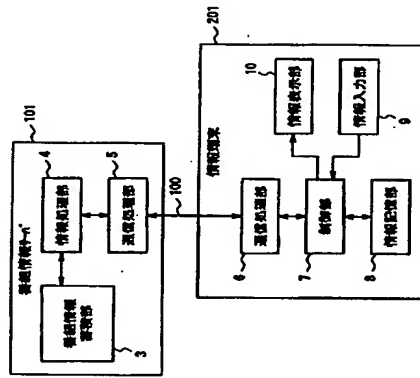 101
番組情報サーバ
番組情報
蓄積部
3
情報処理部
4
通信処理部
5
100
201
情報端末
通信処理部
6
制御部
7
情報記憶部
8
情報表示部
10
情報入力部
9